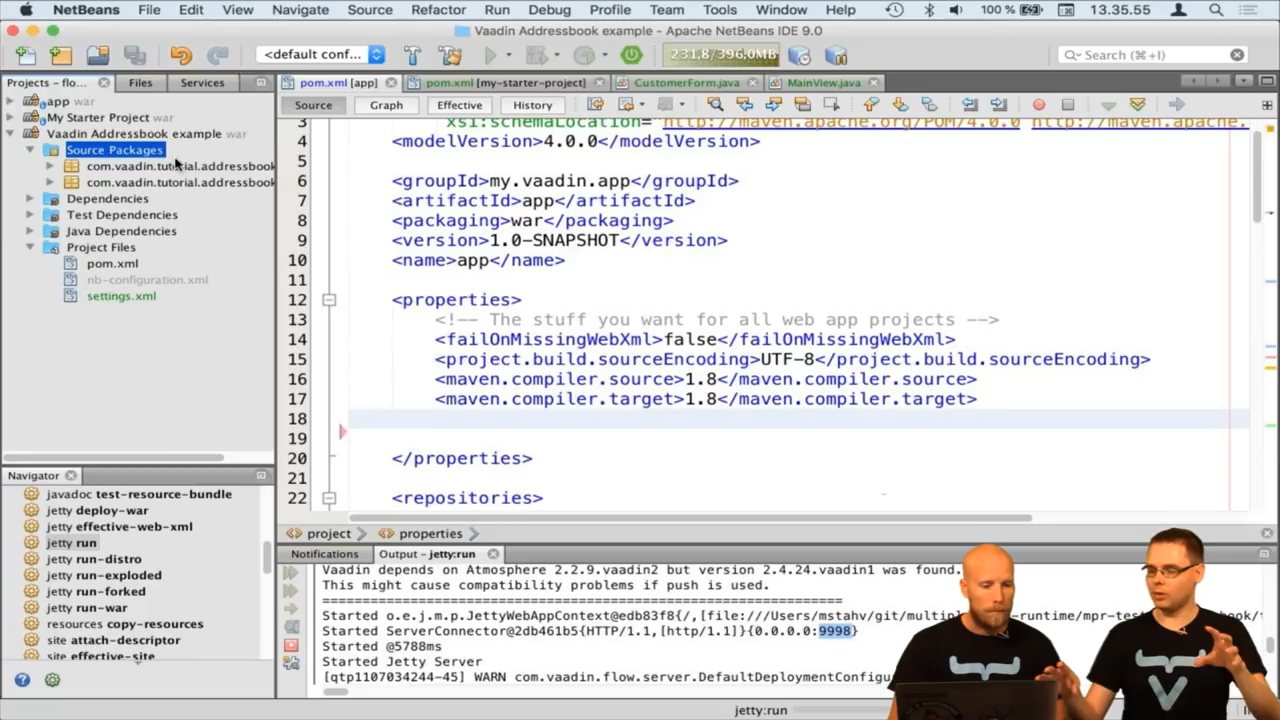 NetBeans File Edit View Navigate Source Refactor Run Debug Profile Team Tools Window Help 100 % 13.35.55
Vaadin Addressbook example - Apache NetBeans IDE 9.0
<default conf... 231,8/396,0MB Search (⌘+I)
Projects - flo... Files Services pom.xml [app] pom.xml [my-starter-project] CustomerForm.java MainView.java
Source Graph Effective History
app war
My Starter Project war
Vaadin Addressbook example war
Source Packages
com.vaadin.tutorial.addressbook
com.vaadin.tutorial.addressbook
Dependencies
Test Dependencies
Java Dependencies
Project Files
pom.xml
nb-configuration.xml
settings.xml
3 xsi:schemaLocation="http://maven.apache.org/POM/4.0.0 http://maven.apache.
4 <modelVersion>4.0.0</modelVersion>
5
6 <groupId>my.vaadin.app</groupId>
7 <artifactId>app</artifactId>
8 <packaging>war</packaging>
9 <version>1.0-SNAPSHOT</version>
10 <name>app</name>
11
12 <properties>
13 <!-- The stuff you want for all web app projects -->
14 <failOnMissingWebXml>false</failOnMissingWebXml>
15 <project.build.sourceEncoding>UTF-8</project.build.sourceEncoding>
16 <maven.compiler.source>1.8</maven.compiler.source>
17 <maven.compiler.target>1.8</maven.compiler.target>
18
19
20 </properties>
21
22 <repositories>
project properties
Navigator
javadoc test-resource-bundle
jetty deploy-war
jetty effective-web-xml
jetty run
jetty run-distro
jetty run-exploded
jetty run-forked
jetty run-war
resources copy-resources
site attach-descriptor
site effective-site
Notifications Output - jetty:run
Vaadin depends on Atmosphere 2.2.9.vaadin2 but version 2.4.24.vaadin1 was found.
This might cause compatibility problems if push is used.
=================================================================
Started o.e.j.m.p.JettyWebAppContext@edb83f8{/,[file:///Users/mstahv/git/multipl
Started ServerConnector@2db461b5{HTTP/1.1,[http/1.1]}{0.0.0.0:9998}
Started @5788ms
Started Jetty Server
[qtp1107034244-45] WARN com.vaadin.flow.server.DefaultDeploymentConfigu
jetty:run